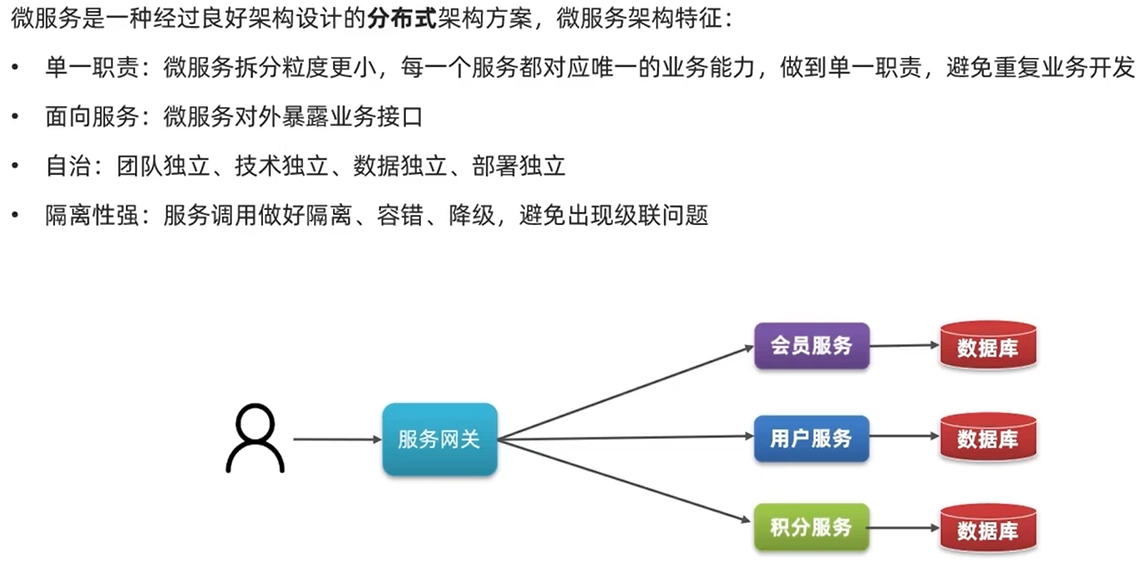 微服务是一种经过良好架构设计的分布式架构方案，微服务架构特征：
• 单一职责：微服务拆分粒度更小，每一个服务都对应唯一的业务能力，做到单一职责，避免重复业务开发
• 面向服务：微服务对外暴露业务接口
• 自治：团队独立、技术独立、数据独立、部署独立
• 隔离性强：服务调用做好隔离、容错、降级，避免出现级联问题
会员服务
数据库
服务网关
用户服务
数据库
积分服务
数据库